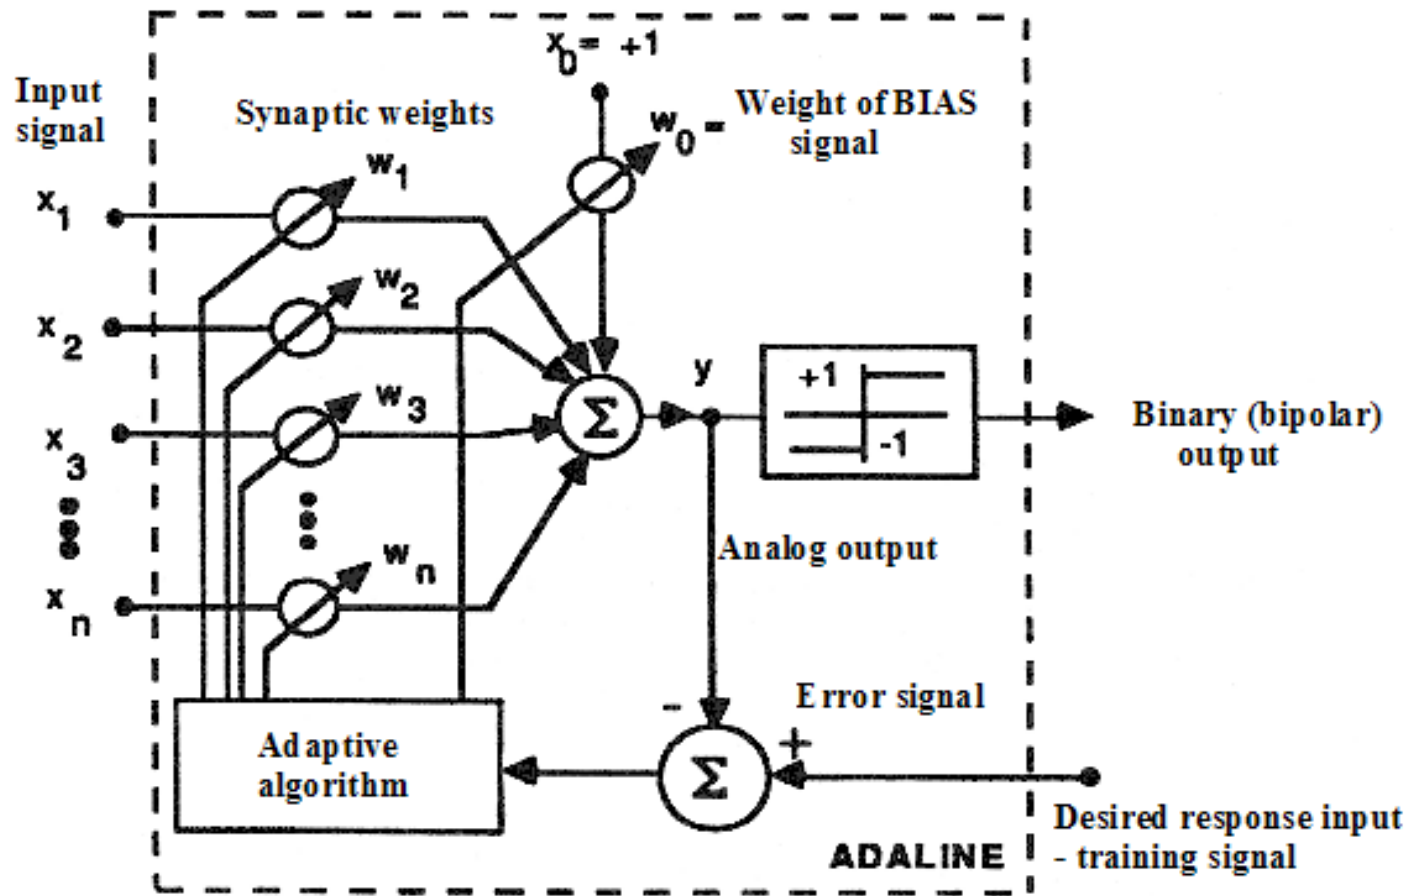 x0 = +1
Input
signal
Synaptic weights
w0 =
Weight of BIAS
signal
x1
w1
x2
w2
x3
w3
xn
wn
Σ
y
+1
-1
Binary (bipolar)
output
Analog output
Error signal
-
+
Σ
Adaptive
algorithm
Desired response input
- training signal
ADALINE